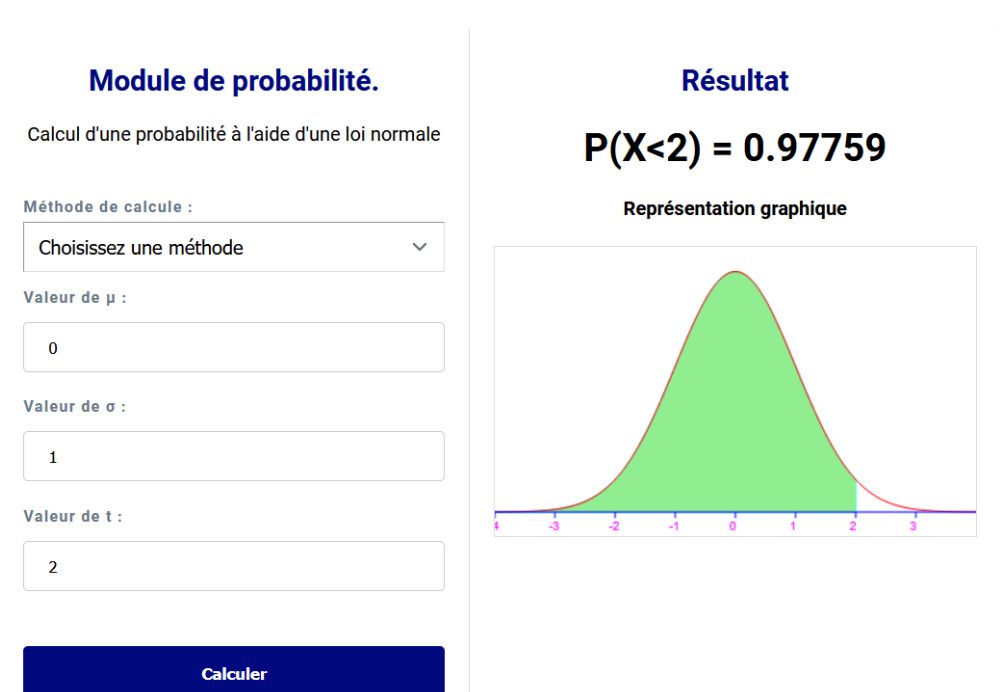 Module de probabilité.
Calcul d'une probabilité à l'aide d'une loi normale
Méthode de calcule :
Choisissez une méthode
Valeur de μ :
0
Valeur de σ :
1
Valeur de t :
2
Calculer
Résultat
P(X<2) = 0.97759
Représentation graphique
4 -3 -2 -1 0 1 2 3